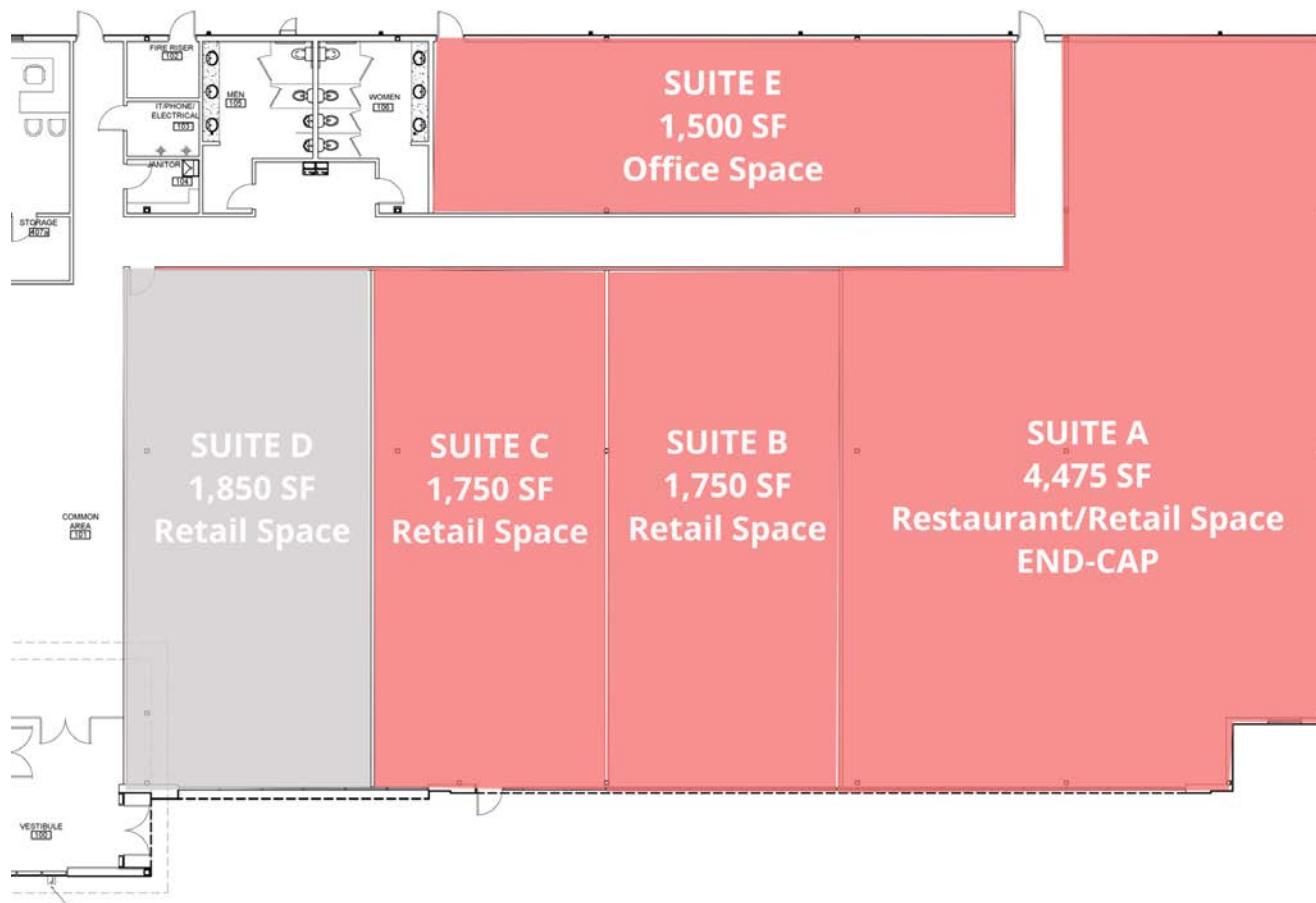 FIRE RISER
102
IT/PHONE/
ELECTRICAL
103
JANITOR
104
MEN
105
WOMEN
106
STORAGE
407a
SUITE E
1,500 SF
Office Space
SUITE D
1,850 SF
Retail Space
SUITE C
1,750 SF
Retail Space
SUITE B
1,750 SF
Retail Space
SUITE A
4,475 SF
Restaurant/Retail Space
END-CAP
COMMON
AREA
101
VESTIBULE
100